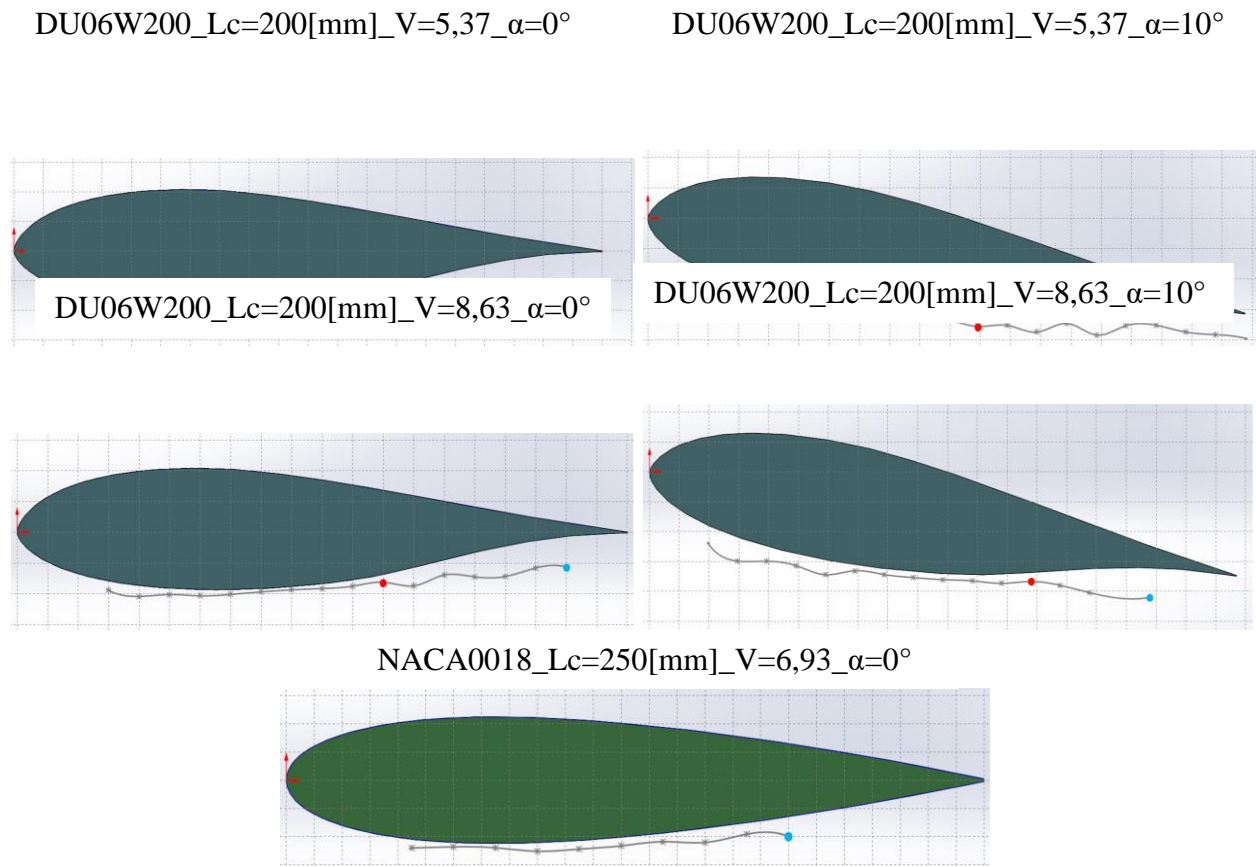 DU06W200_Lc=200[mm]_V=5,37_α=0°
DU06W200_Lc=200[mm]_V=5,37_α=10°
DU06W200_Lc=200[mm]_V=8,63_α=0°
DU06W200_Lc=200[mm]_V=8,63_α=10°
NACA0018_Lc=250[mm]_V=6,93_α=0°